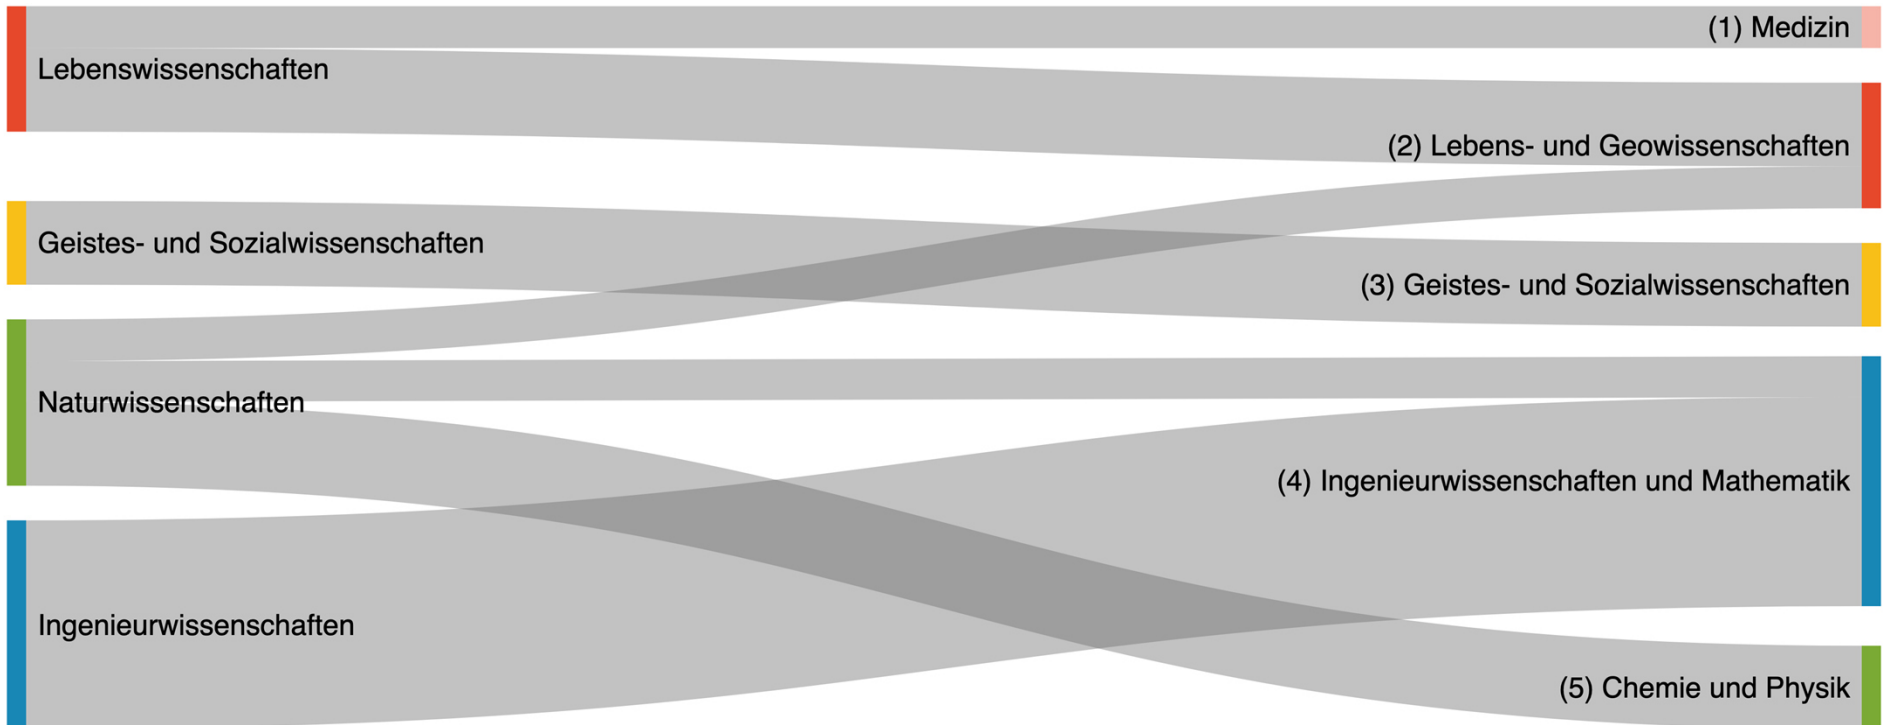 Lebenswissenschaften
Geistes- und Sozialwissenschaften
Naturwissenschaften
Ingenieurwissenschaften
(1) Medizin
(2) Lebens- und Geowissenschaften
(3) Geistes- und Sozialwissenschaften
(4) Ingenieurwissenschaften und Mathematik
(5) Chemie und Physik